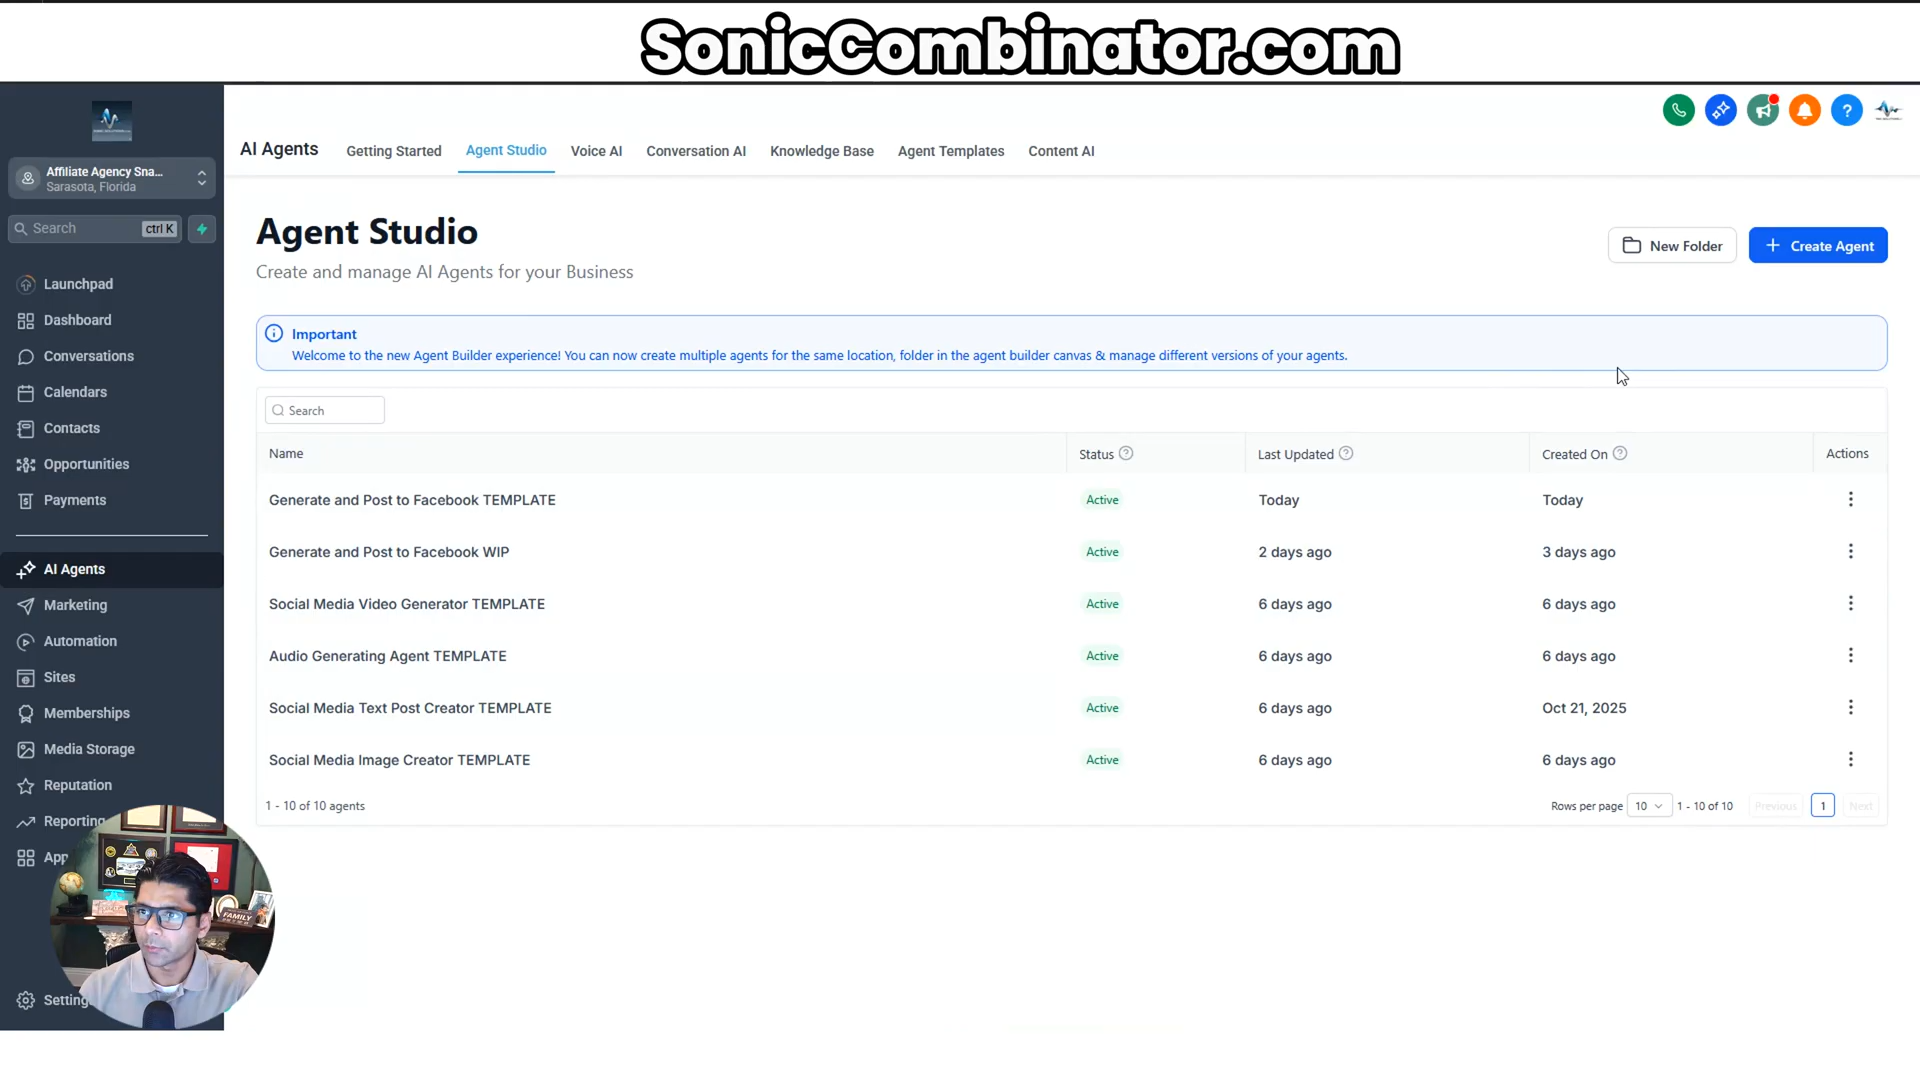 SonicCombinator.com
AI Agents
Getting Started
Agent Studio
Voice AI
Conversation AI
Knowledge Base
Agent Templates
Content AI
Affiliate Agency Sna...
Sarasota, Florida
Search
ctrl K
Launchpad
Dashboard
Conversations
Calendars
Contacts
Opportunities
Payments
AI Agents
Marketing
Automation
Sites
Memberships
Media Storage
Reputation
Reporting
App
Settings
Agent Studio
Create and manage AI Agents for your Business
New Folder
+ Create Agent
Important
Welcome to the new Agent Builder experience! You can now create multiple agents for the same location, folder in the agent builder canvas & manage different versions of your agents.
Search
Name Status Last Updated Created On Actions
Generate and Post to Facebook TEMPLATE Active Today Today
Generate and Post to Facebook WIP Active 2 days ago 3 days ago
Social Media Video Generator TEMPLATE Active 6 days ago 6 days ago
Audio Generating Agent TEMPLATE Active 6 days ago 6 days ago
Social Media Text Post Creator TEMPLATE Active 6 days ago Oct 21, 2025
Social Media Image Creator TEMPLATE Active 6 days ago 6 days ago
1 - 10 of 10 agents
Rows per page 10 1 - 10 of 10 Previous 1 Next
FAMILY